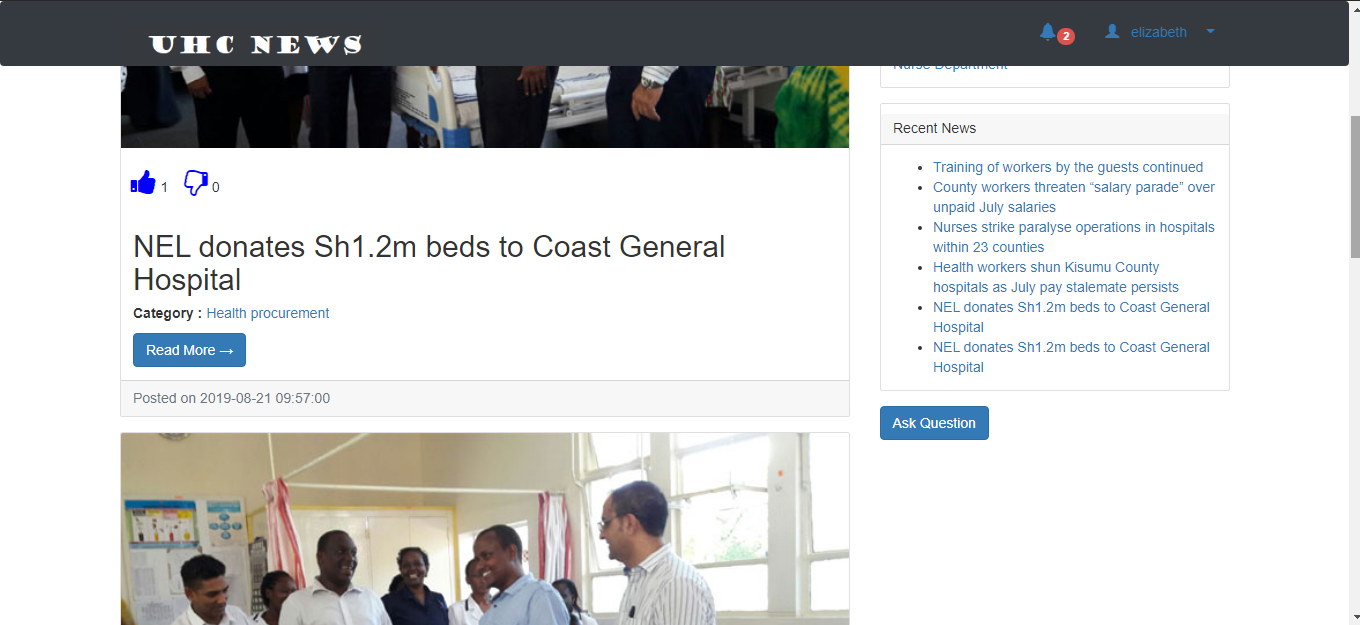 UHC NEWS
2
elizabeth
Nurse Department
1
0
NEL donates Sh1.2m beds to Coast General
Hospital
Category : Health procurement
Read More →
Posted on 2019-08-21 09:57:00
Recent News
Training of workers by the guests continued
County workers threaten “salary parade” over
unpaid July salaries
Nurses strike paralyse operations in hospitals
within 23 counties
Health workers shun Kisumu County
hospitals as July pay stalemate persists
NEL donates Sh1.2m beds to Coast General
Hospital
NEL donates Sh1.2m beds to Coast General
Hospital
Ask Question